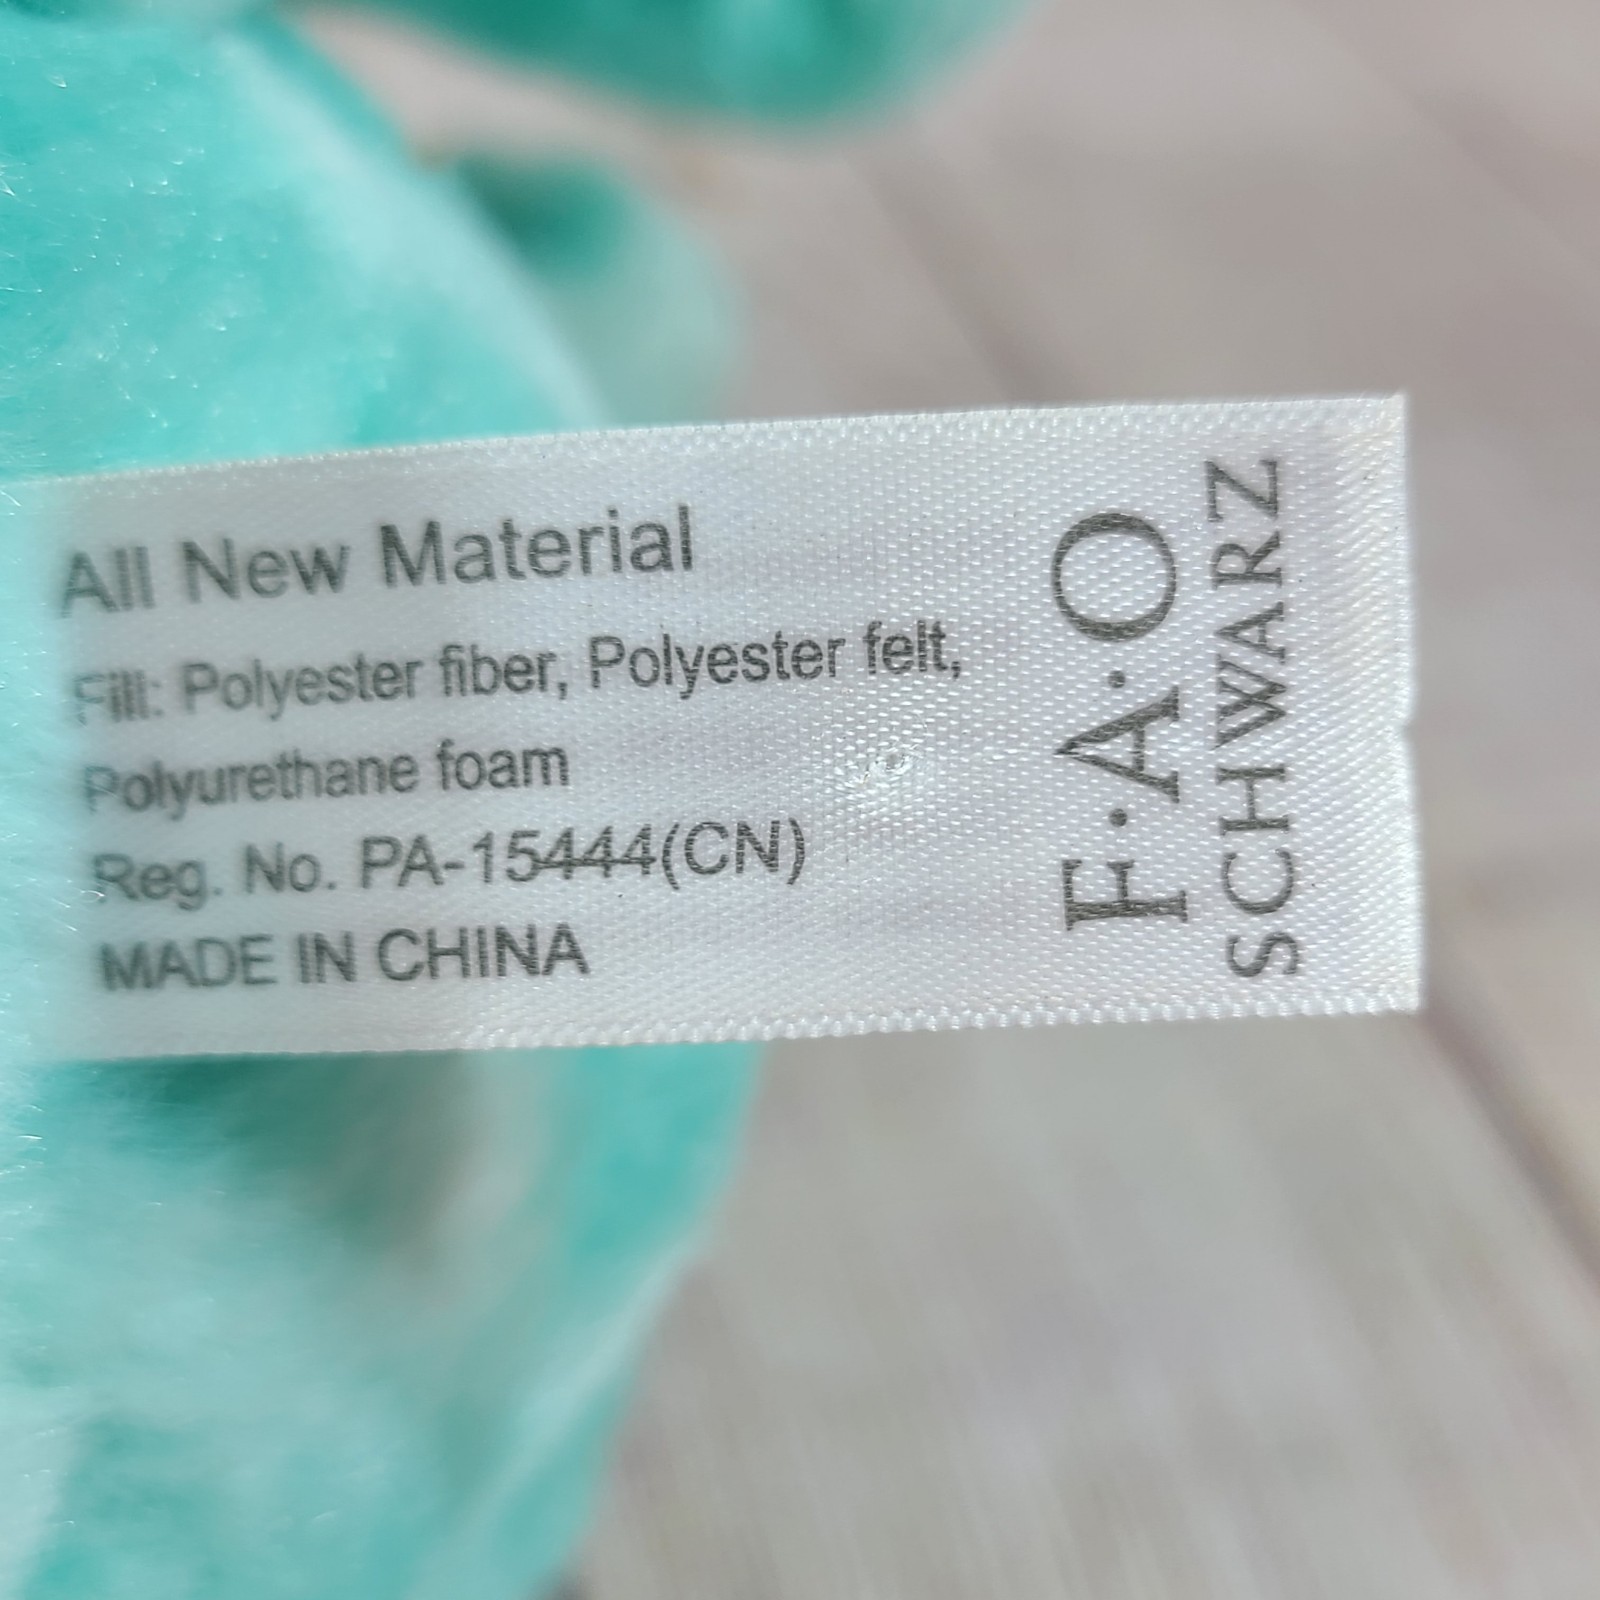 All New Material
Fill: Polyester fiber, Polyester felt,
Polyurethane foam
Reg. No. PA-15444(CN)
MADE IN CHINA
F·A·O
SCHWARZ